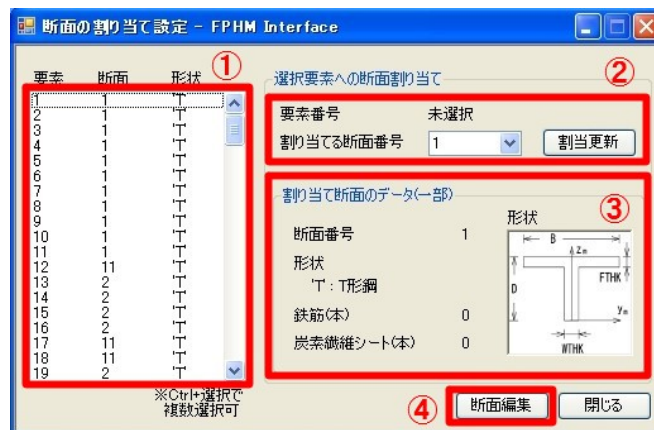 断面の割り当て設定 - FPHM Interface
要素 断面 形状 ①
1 1 'T'
2 1 'T'
3 1 'T'
4 1 'T'
5 1 'T'
6 1 'T'
7 1 'T'
8 1 'T'
9 1 'T'
10 1 'T'
11 1 'T'
12 11 'T'
13 2 'T'
14 2 'T'
15 2 'T'
16 2 'T'
17 11 'T'
18 11 'T'
19 2 'T'
※Ctrl+選択で
複数選択可
選択要素への断面割り当て ②
要素番号 未選択
割り当てる断面番号 1 割当更新
割り当て断面のデータ(一部) ③
断面番号 1
形状
'T' : T形鋼
鉄筋(本) 0
炭素繊維シート(本) 0
形状
B
Zn
FTHK
D
Yn
WTHK
④ 断面編集 閉じる